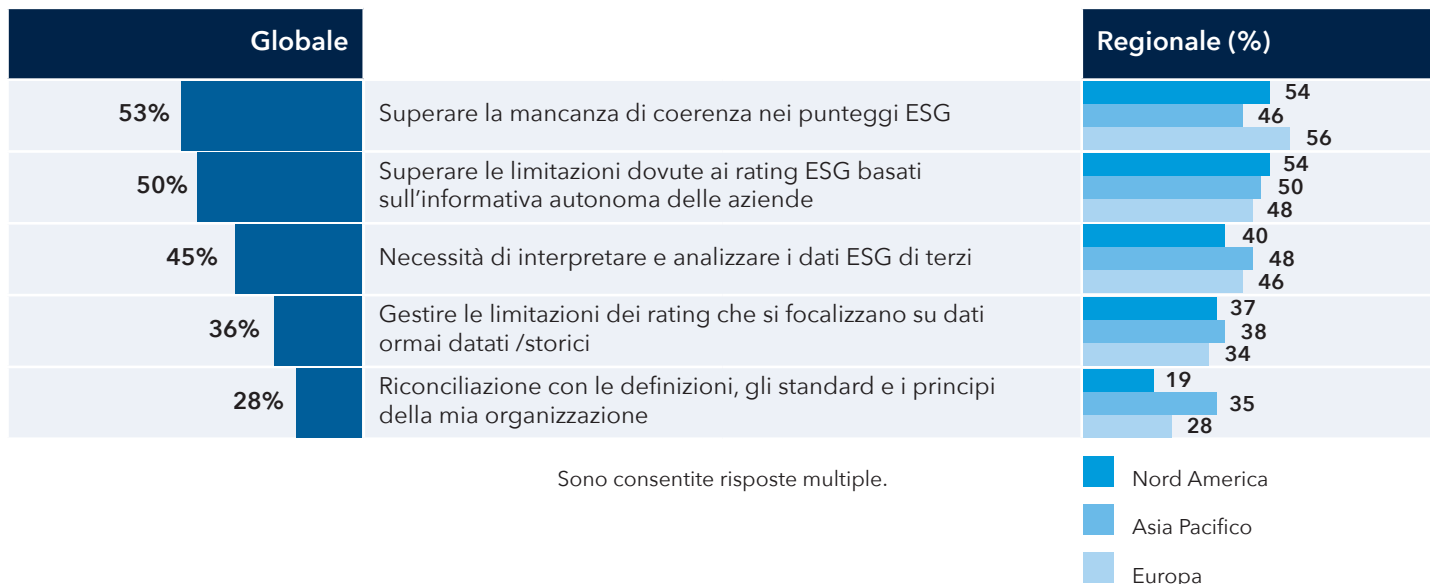 Globale
Regionale (%)
53%
Superare la mancanza di coerenza nei punteggi ESG
54
46
56
50%
Superare le limitazioni dovute ai rating ESG basati
sull’informativa autonoma delle aziende
54
50
48
45%
Necessità di interpretare e analizzare i dati ESG di terzi
40
48
46
36%
Gestire le limitazioni dei rating che si focalizzano su dati
ormai datati /storici
37
38
34
28%
Riconciliazione con le definizioni, gli standard e i principi
della mia organizzazione
19
35
28
Sono consentite risposte multiple.
Nord America
Asia Pacifico
Europa